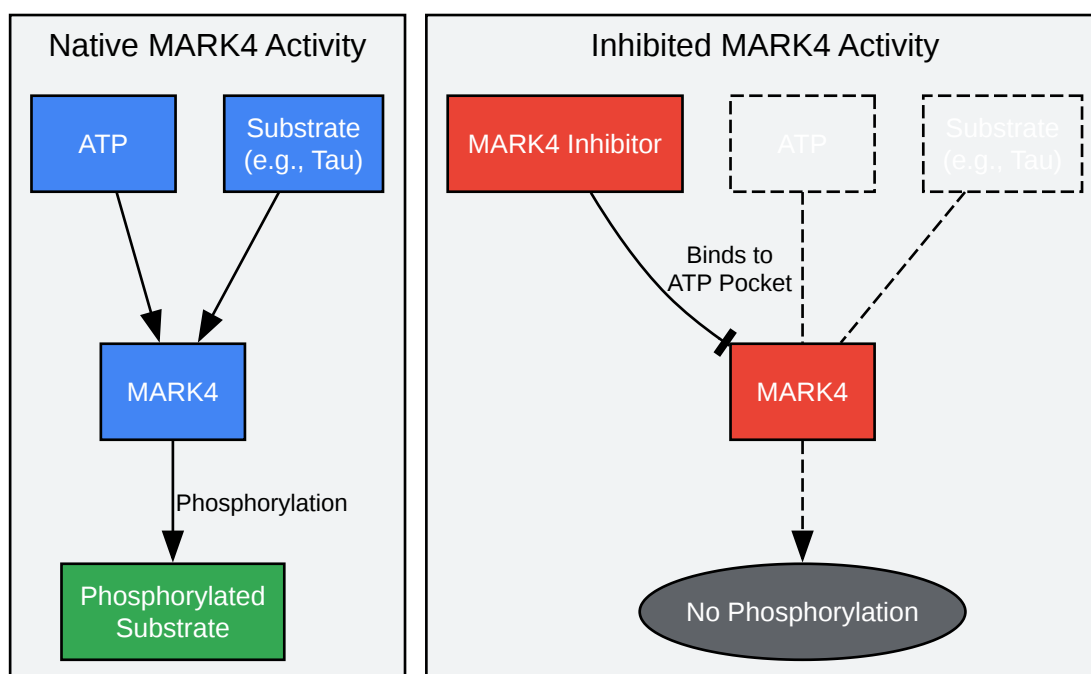 Native MARK4 Activity
ATP
Substrate
(e.g., Tau)
MARK4
Phosphorylation
Phosphorylated
Substrate
Inhibited MARK4 Activity
MARK4 Inhibitor
ATP
Substrate
(e.g., Tau)
Binds to
ATP Pocket
MARK4
No Phosphorylation